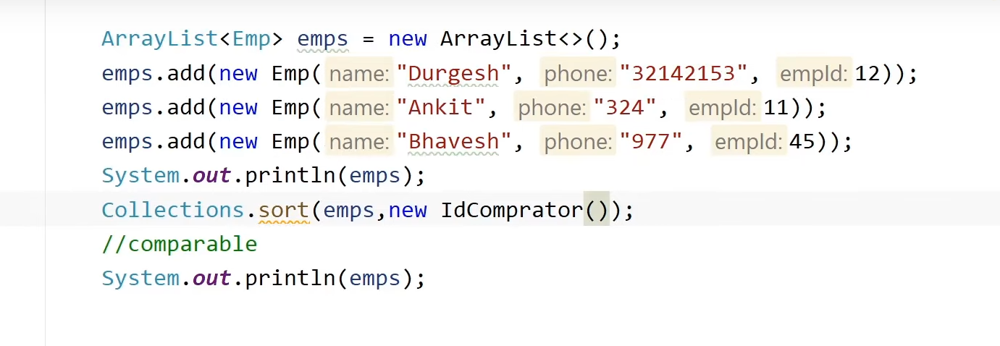 ArrayList<Emp> emps = new ArrayList<>();
emps.add(new Emp( name: "Durgesh", phone: "32142153", empId: 12));
emps.add(new Emp( name: "Ankit", phone: "324", empId: 11));
emps.add(new Emp( name: "Bhavesh", phone: "977", empId: 45));
System.out.println(emps);
Collections.sort(emps,new IdComprator());
//comparable
System.out.println(emps);